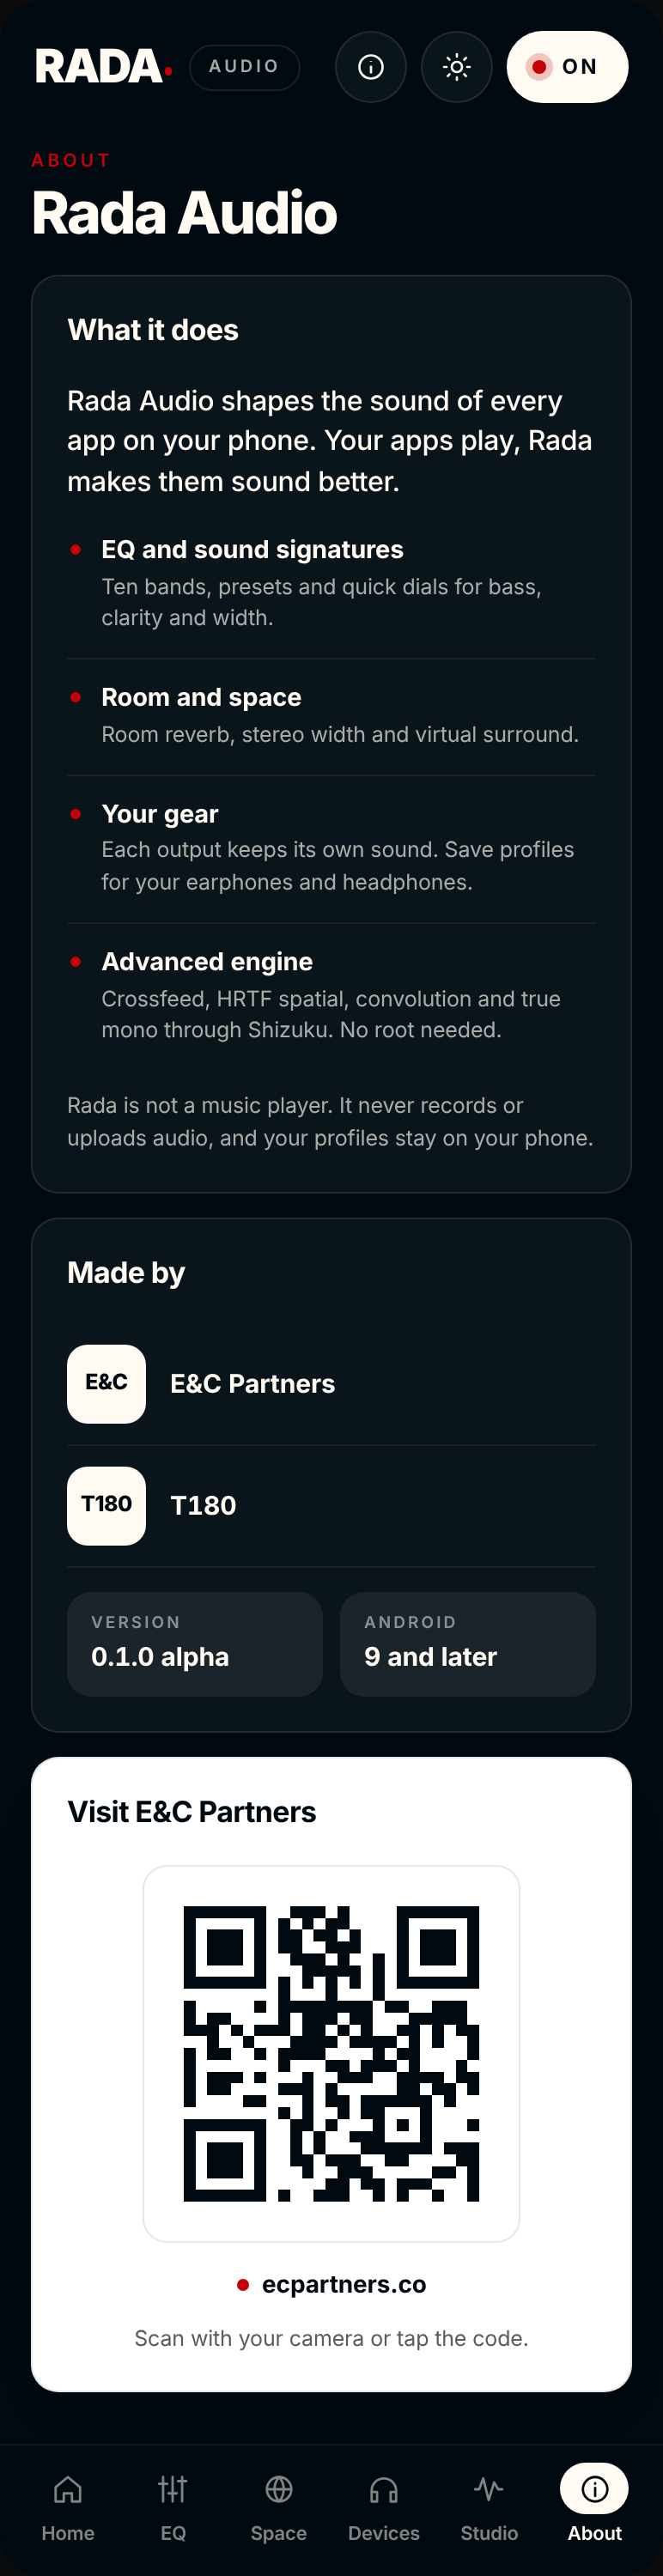 RADA.
AUDIO
ON
ABOUT
Rada Audio
What it does
Rada Audio shapes the sound of every
app on your phone. Your apps play, Rada
makes them sound better.
EQ and sound signatures
Ten bands, presets and quick dials for bass,
clarity and width.
Room and space
Room reverb, stereo width and virtual surround.
Your gear
Each output keeps its own sound. Save profiles
for your earphones and headphones.
Advanced engine
Crossfeed, HRTF spatial, convolution and true
mono through Shizuku. No root needed.
Rada is not a music player. It never records or
uploads audio, and your profiles stay on your phone.
Made by
E&C E&C Partners
T180 T180
VERSION
0.1.0 alpha
ANDROID
9 and later
Visit E&C Partners
ecpartners.co
Scan with your camera or tap the code.
Home EQ Space Devices Studio About